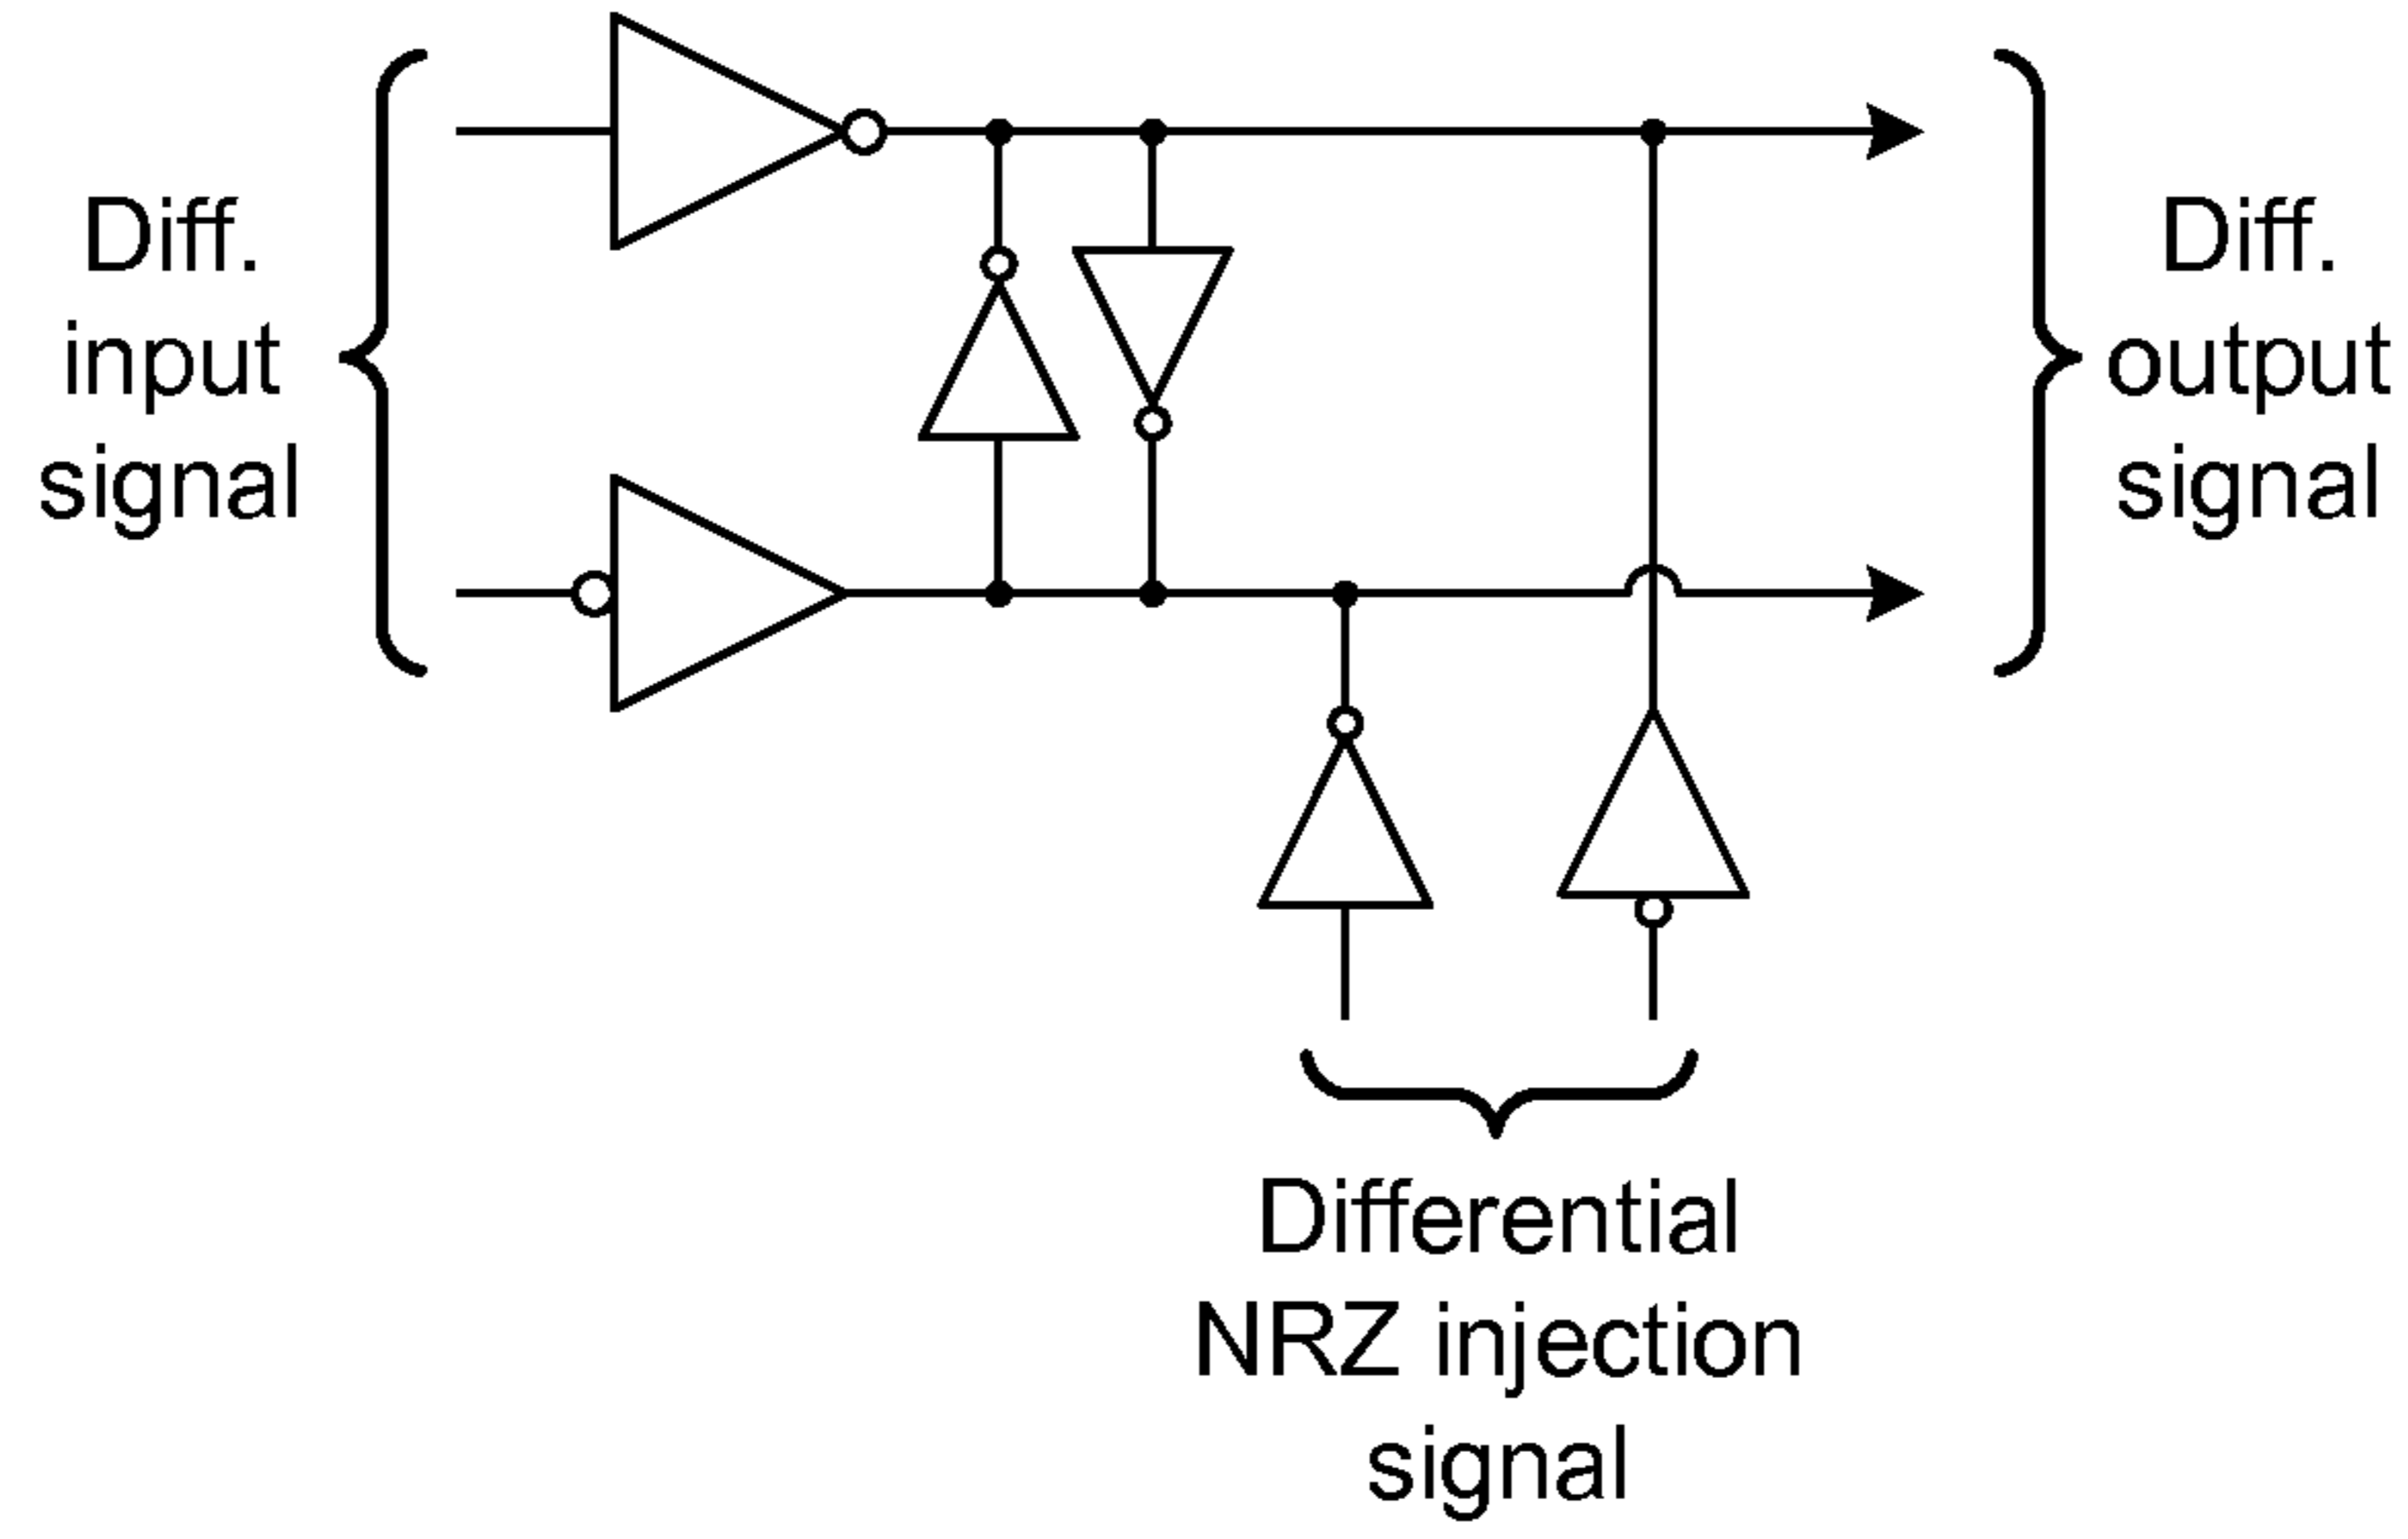 Diff.
input
signal
Diff.
output
signal
Differential
NRZ injection
signal